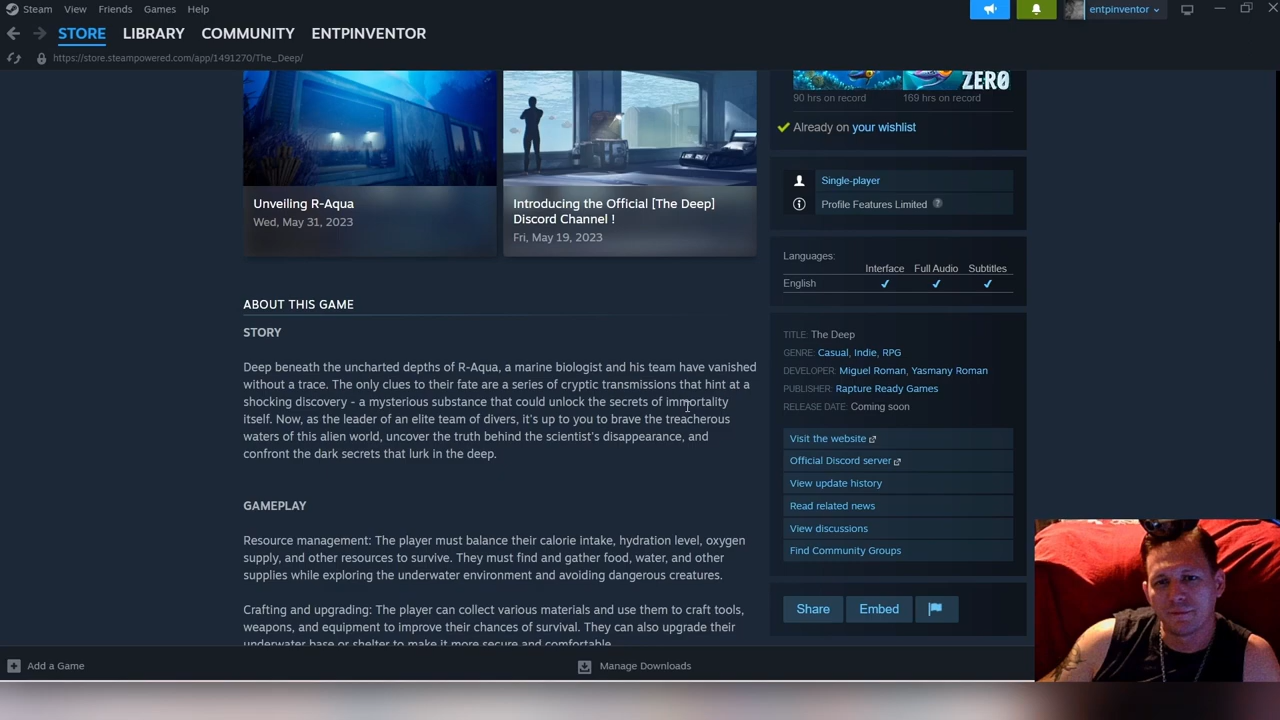 Steam View Friends Games Help
entpinventor
STORE LIBRARY COMMUNITY ENTPINVENTOR
https://store.steampowered.com/app/1491270/The_Deep/
Unveiling R-Aqua
Wed, May 31, 2023
Introducing the Official [The Deep]
Discord Channel !
Fri, May 19, 2023
ABOUT THIS GAME
STORY
Deep beneath the uncharted depths of R-Aqua, a marine biologist and his team have vanished
without a trace. The only clues to their fate are a series of cryptic transmissions that hint at a
shocking discovery - a mysterious substance that could unlock the secrets of immortality
itself. Now, as the leader of an elite team of divers, it's up to you to brave the treacherous
waters of this alien world, uncover the truth behind the scientist's disappearance, and
confront the dark secrets that lurk in the deep.
GAMEPLAY
Resource management: The player must balance their calorie intake, hydration level, oxygen
supply, and other resources to survive. They must find and gather food, water, and other
supplies while exploring the underwater environment and avoiding dangerous creatures.
Crafting and upgrading: The player can collect various materials and use them to craft tools,
weapons, and equipment to improve their chances of survival. They can also upgrade their
underwater base or shelter to make it more secure and comfortable.
ZERO
90 hrs on record 169 hrs on record
Already on your wishlist
Single-player
Profile Features Limited ?
Languages:
Interface Full Audio Subtitles
English ✔ ✔ ✔
TITLE: The Deep
GENRE: Casual, Indie, RPG
DEVELOPER: Miguel Roman, Yasmany Roman
PUBLISHER: Rapture Ready Games
RELEASE DATE: Coming soon
Visit the website
Official Discord server
View update history
Read related news
View discussions
Find Community Groups
Share Embed
Add a Game
Manage Downloads